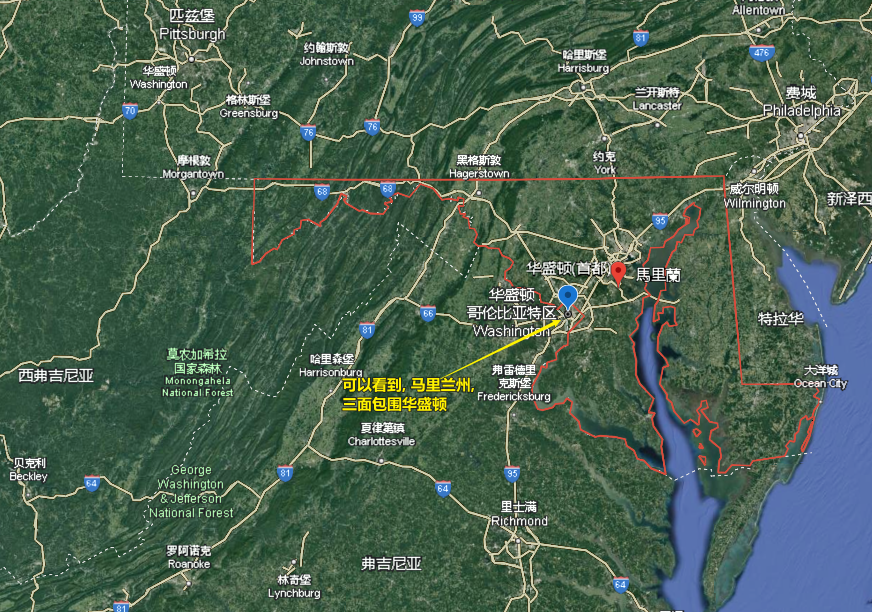 99
匹兹堡
Pittsburgh
Allentown
约翰斯敦
Johnstown
81
哈里斯堡
Harrisburg
476
华盛顿
Washington
格林斯堡
Greensburg
兰开斯特
Lancaster
费城
Philadelphia
70
76
76
摩根敦
Morgantown
黑格斯敦
Hagerstown
约克
York
68
68
威尔明顿
Wilmington
新泽西
95
华盛顿(首都
馬里蘭
华盛顿
哥伦比亚特区
Washington
66
81
特拉华
莫农加希拉
国家森林
Monongahela
National Forest
哈里森堡
Harrisonburg
西弗吉尼亚
弗雷德里
克斯堡
Fredericksburg
大洋城
Ocean City
可以看到, 马里兰州,
三面包围华盛顿
夏律第镇
Charlottesville
贝克利
Beckley
64
George
Washington
& Jefferson
National Forest
81
64
95
里士满
Richmond
罗阿诺克
Roanoke
林奇堡
Lynchburg
弗吉尼亚
64
81